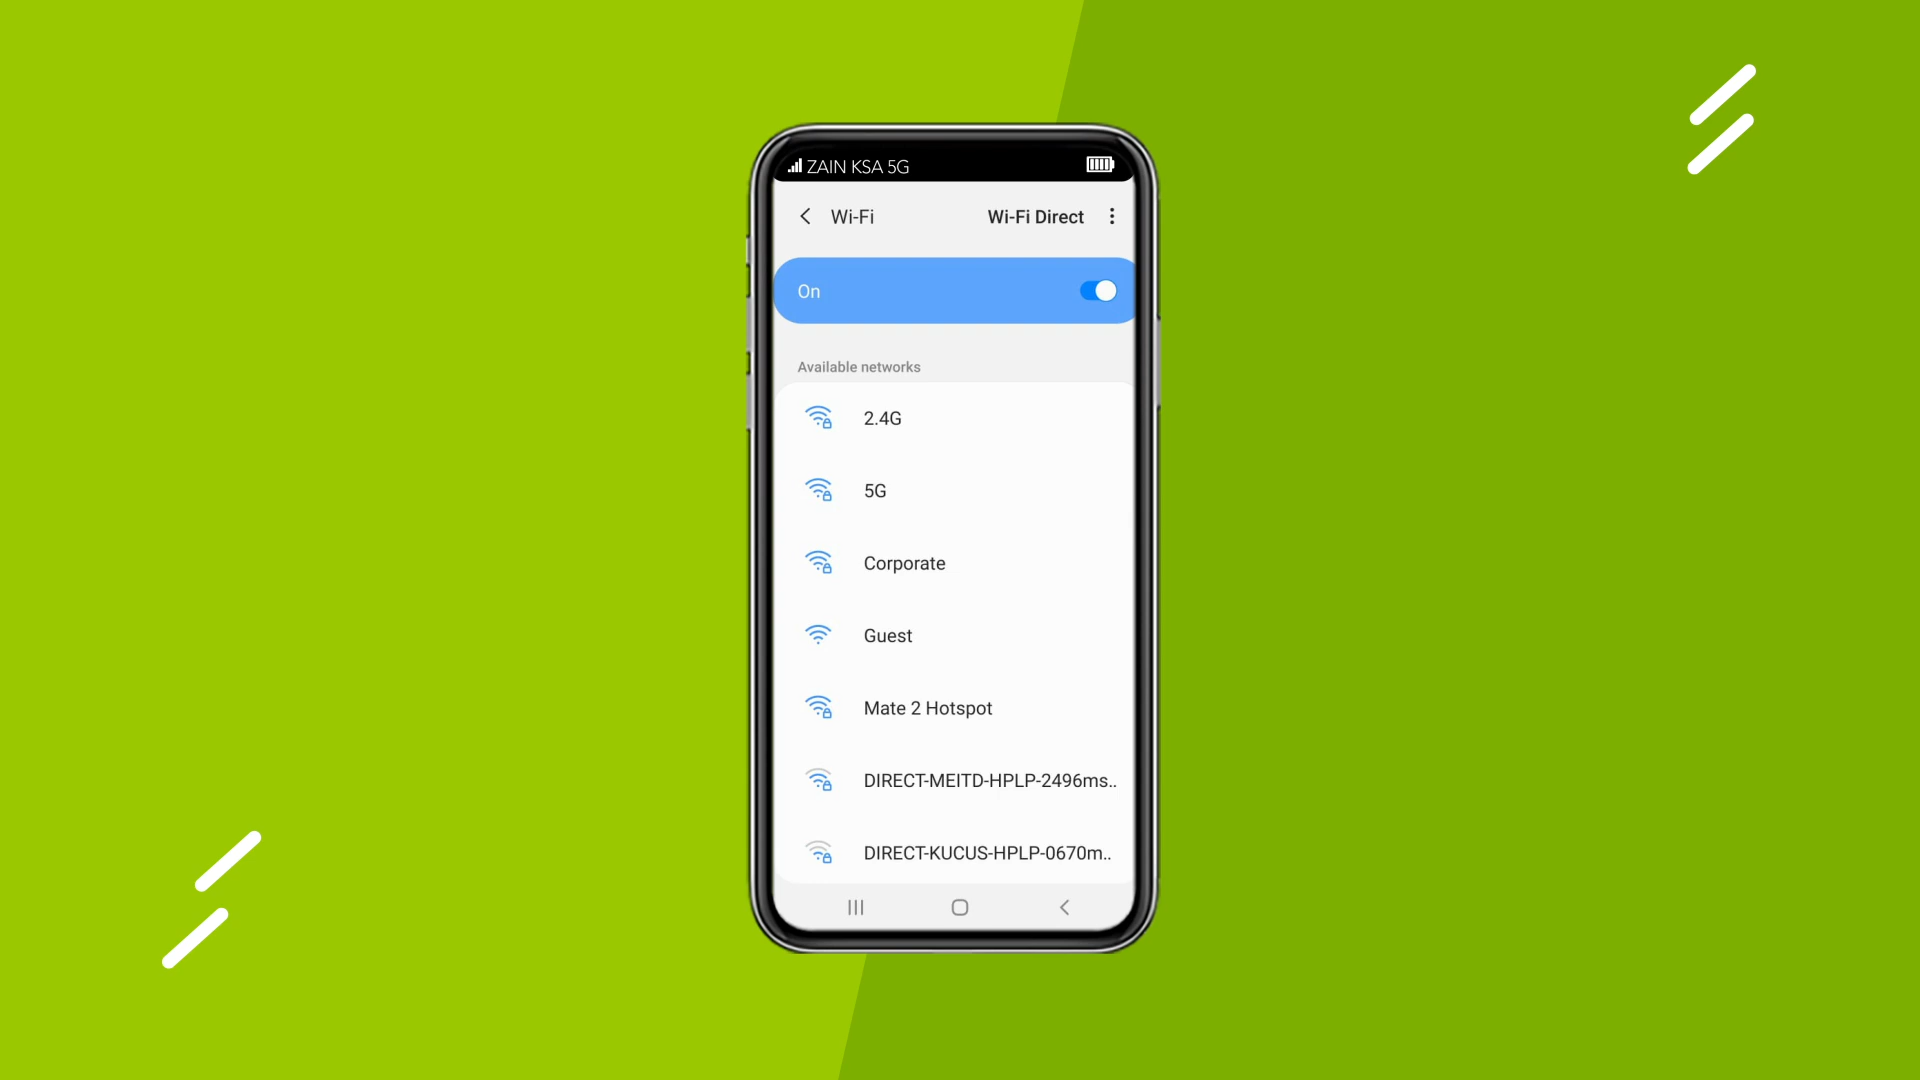 ZAIN KSA 5G
Wi-Fi Wi-Fi Direct
On
Available networks
2.4G
5G
Corporate
Guest
Mate 2 Hotspot
DIRECT-MEITD-HPLP-2496ms..
DIRECT-KUCUS-HPLP-0670m..